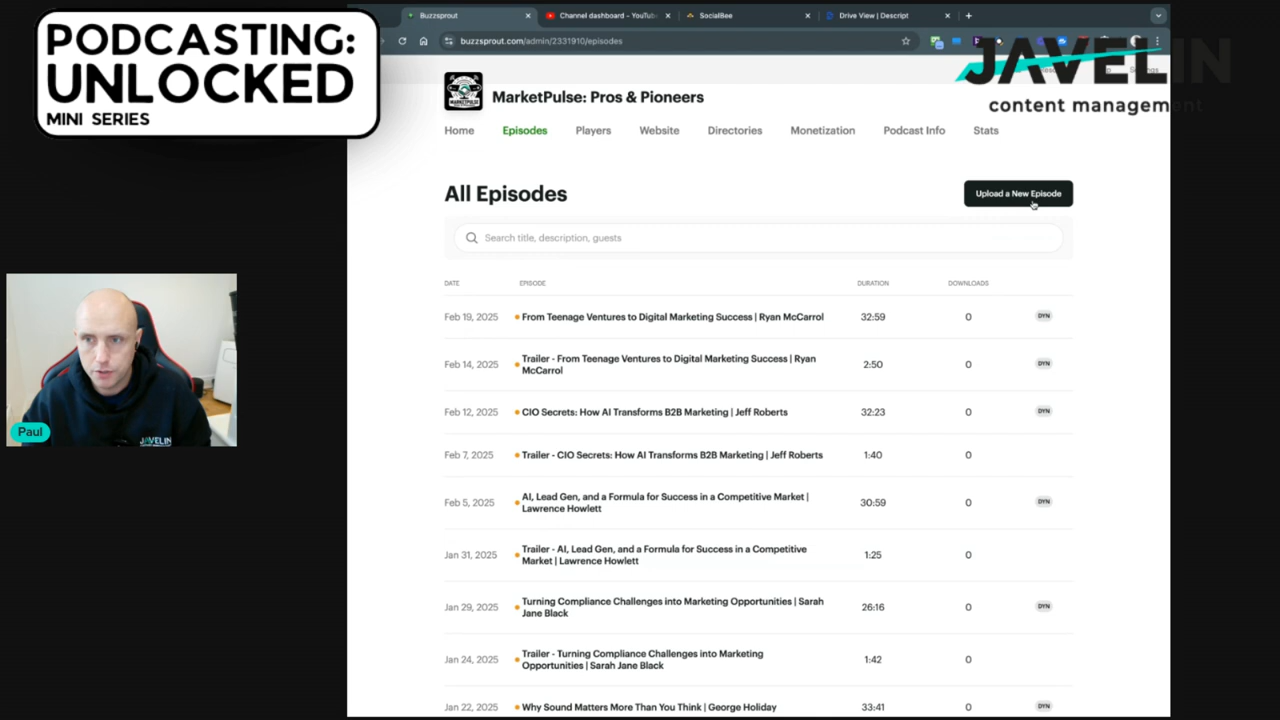 PODCASTING:
UNLOCKED
MINI SERIES
Buzzsprout
Channel dashboard - YouTub
SocialBee
Drive View | Descript
buzzsprout.com/admin/2331910/episodes
JAVELIN
content management
MARKETPULSE
MarketPulse: Pros & Pioneers
Home
Episodes
Players
Website
Directories
Monetization
Podcast Info
Stats
All Episodes
Upload a New Episode
Search title, description, guests
DATE
EPISODE
DURATION
DOWNLOADS
Feb 19, 2025
From Teenage Ventures to Digital Marketing Success | Ryan McCarrol
32:59
0
DYN
Feb 14, 2025
Trailer - From Teenage Ventures to Digital Marketing Success | Ryan
McCarrol
2:50
0
DYN
Feb 12, 2025
CIO Secrets: How AI Transforms B2B Marketing | Jeff Roberts
32:23
0
DYN
Feb 7, 2025
Trailer - CIO Secrets: How AI Transforms B2B Marketing | Jeff Roberts
1:40
0
Feb 5, 2025
AI, Lead Gen, and a Formula for Success in a Competitive Market |
Lawrence Howlett
30:59
0
DYN
Jan 31, 2025
Trailer - AI, Lead Gen, and a Formula for Success in a Competitive
Market | Lawrence Howlett
1:25
0
Jan 29, 2025
Turning Compliance Challenges into Marketing Opportunities | Sarah
Jane Black
26:16
0
DYN
Jan 24, 2025
Trailer - Turning Compliance Challenges into Marketing
Opportunities | Sarah Jane Black
1:42
0
Jan 22, 2025
Why Sound Matters More Than You Think | George Holiday
33:41
0
DYN
Paul
JAVELIN